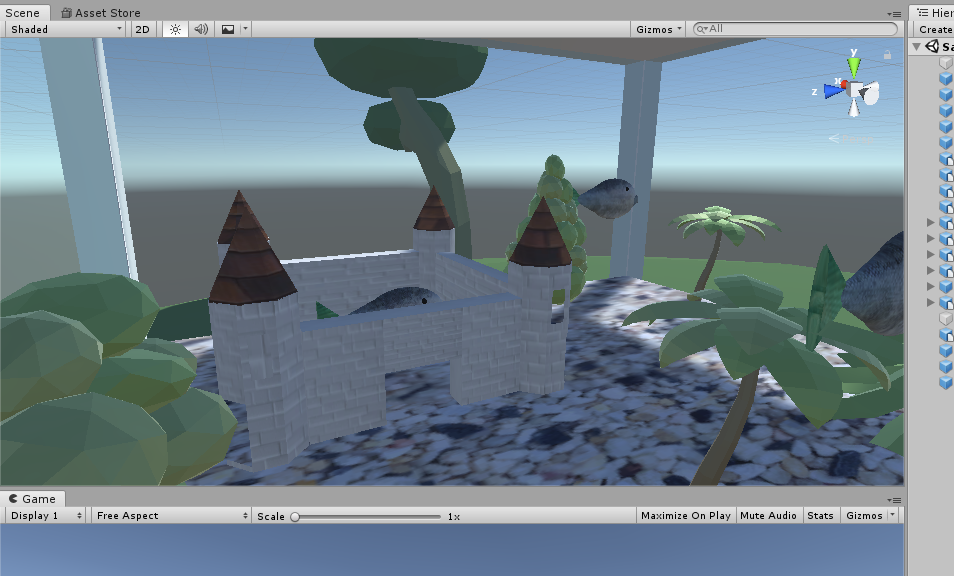 Scene Asset Store Hier
Shaded 2D Gizmos All Create
Sa
y
x
z
Game
Display 1 Free Aspect Scale 1x Maximize On Play Mute Audio Stats Gizmos